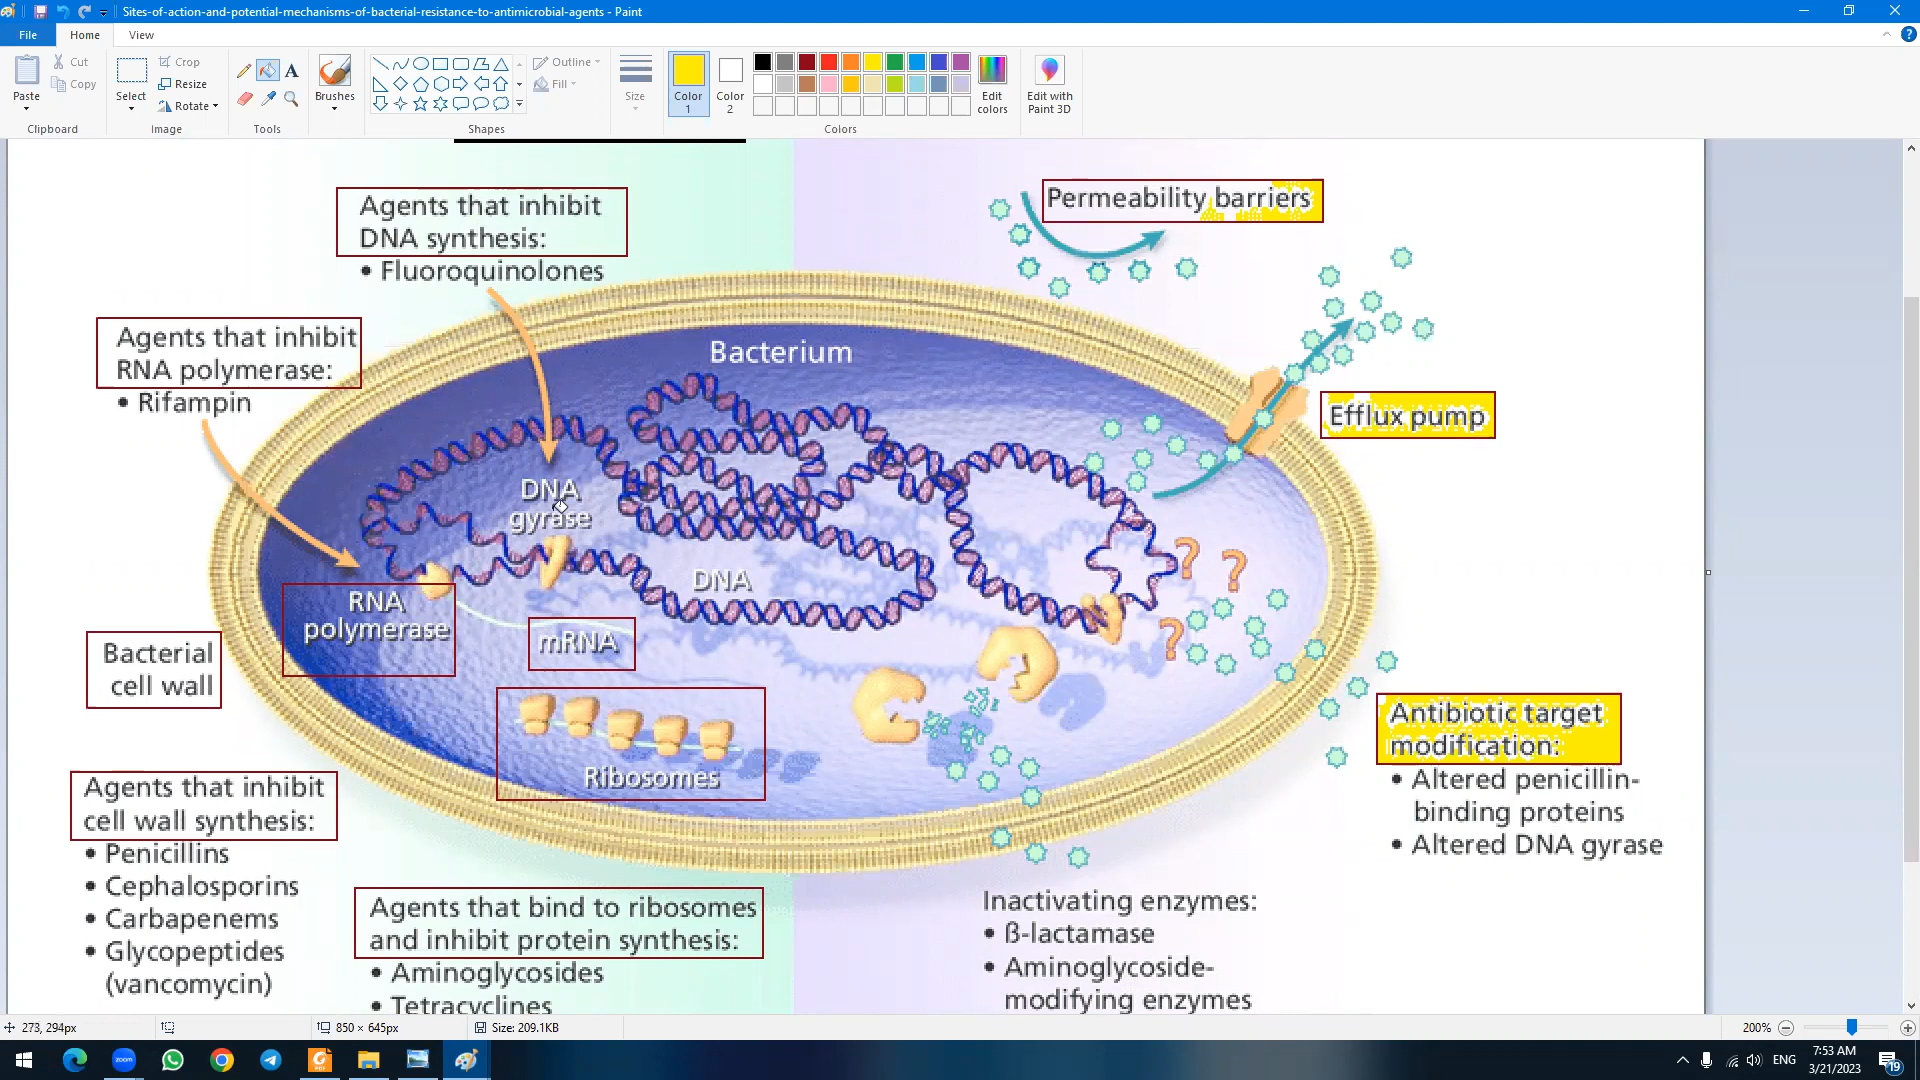 Sites-of-action-and-potential-mechanisms-of-bacterial-resistance-to-antimicrobial-agents - Paint
File
Home
View
Paste
Cut
Copy
Clipboard
Select
Crop
Resize
Rotate
Image
Tools
Brushes
Shapes
Outline
Fill
Size
Color
1
Color
2
Colors
Edit
colors
Edit with
Paint 3D
Agents that inhibit
DNA synthesis:
• Fluoroquinolones
Permeability barriers
Agents that inhibit
RNA polymerase:
• Rifampin
Bacterium
Efflux pump
DNA
gyrase
DNA
RNA
polymerase
mRNA
? ? ?
Bacterial
cell wall
Ribosomes
Antibiotic target
modification:
• Altered penicillin-
binding proteins
• Altered DNA gyrase
Agents that inhibit
cell wall synthesis:
• Penicillins
• Cephalosporins
• Carbapenems
• Glycopeptides
(vancomycin)
Agents that bind to ribosomes
and inhibit protein synthesis:
• Aminoglycosides
• Tetracyclines
Inactivating enzymes:
• ß-lactamase
• Aminoglycoside-
modifying enzymes
273, 294px
850 × 645px
Size: 209.1KB
200%
zoom
PDF
ENG
7:53 AM
3/21/2023
19